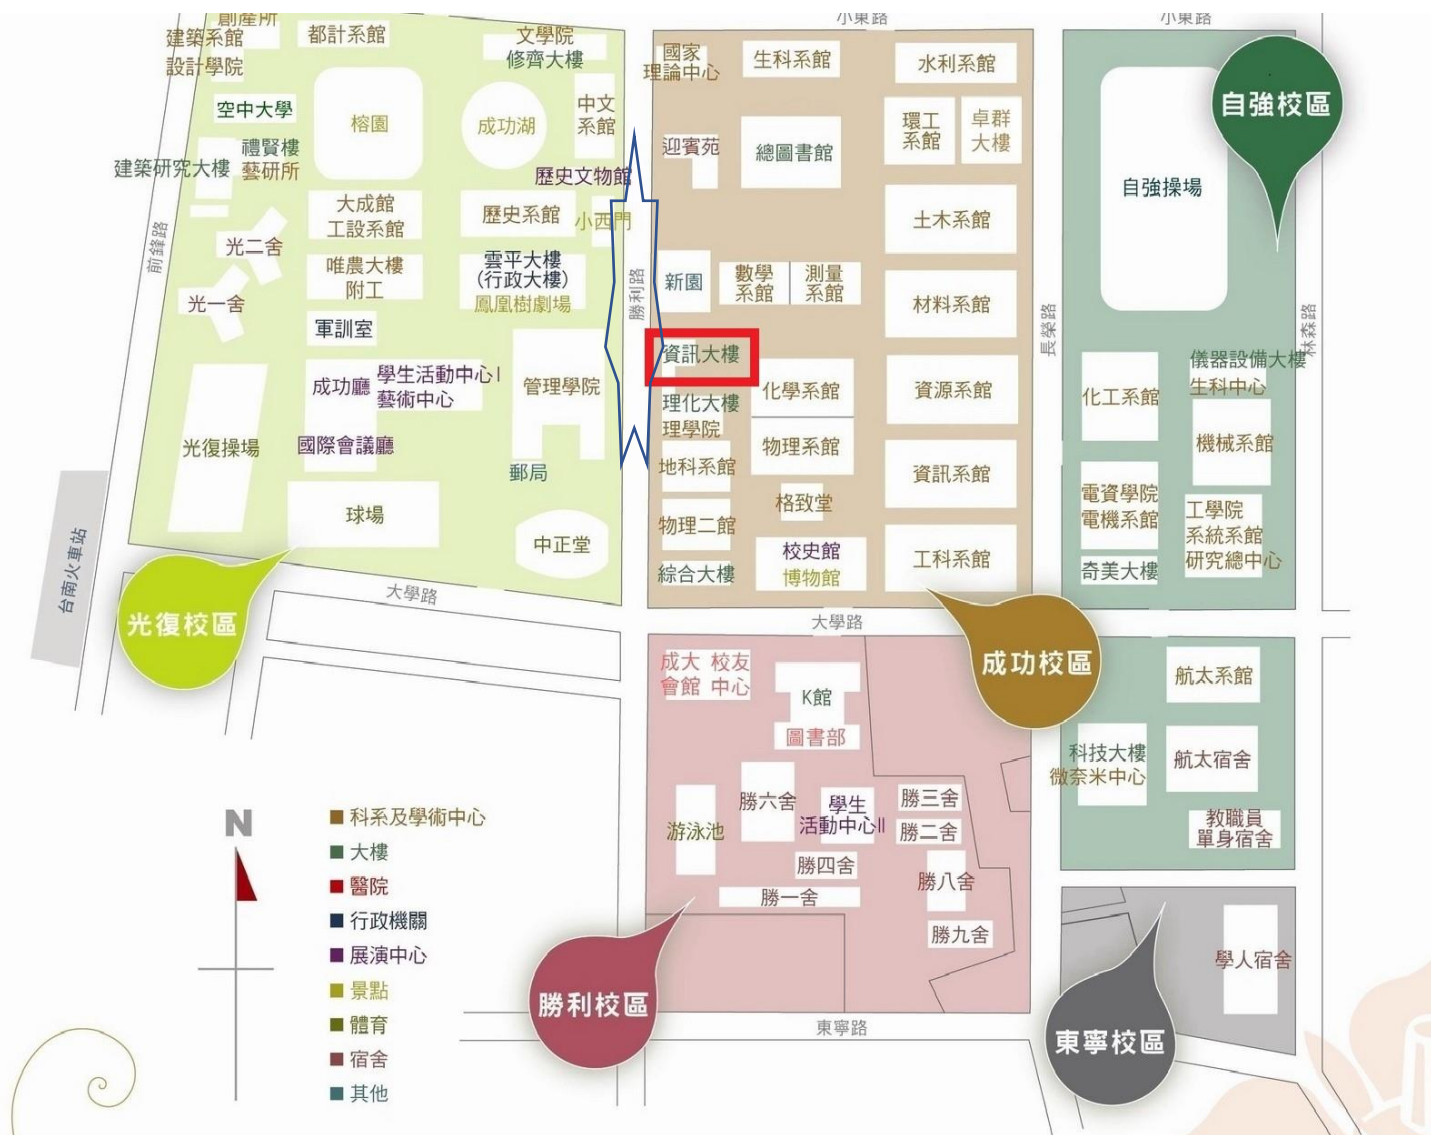 創產所
建築系館
設計學院
都計系館
文學院
修齊大樓
空中大學
榕園
成功湖
中文
系館
禮賢樓
藝研所
建築研究大樓
歷史文物館
大成館
工設系館
歷史系館
小西門
光二舍
唯農大樓
附工
雲平大樓
(行政大樓)
鳳凰樹劇場
前鋒路
光一舍
軍訓室
成功廳
學生活動中心I
藝術中心
管理學院
國際會議廳
光復操場
郵局
球場
中正堂
台南火車站
光復校區
大學路
勝利路
小東路
國家
理論中心
生科系館
水利系館
迎賓苑
總圖書館
環工
系館
卓群
大樓
土木系館
新園
數學
系館
測量
系館
材料系館
資訊大樓
理化大樓
理學院
化學系館
資源系館
地科系館
物理系館
資訊系館
物理二館
格致堂
綜合大樓
校史館
博物館
工科系館
大學路
成功校區
長榮路
小東路
自強校區
自強操場
林森路
儀器設備大樓
生科中心
化工系館
機械系館
電資學院
電機系館
工學院
系統系館
研究總中心
奇美大樓
航太系館
科技大樓
微奈米中心
航太宿舍
教職員
單身宿舍
成大
會館
校友
中心
K館
圖書部
勝六舍
學生
活動中心II
勝三舍
勝二舍
游泳池
勝四舍
勝一舍
勝八舍
勝九舍
勝利校區
東寧路
學人宿舍
東寧校區
N
科系及學術中心
大樓
醫院
行政機關
展演中心
景點
體育
宿舍
其他